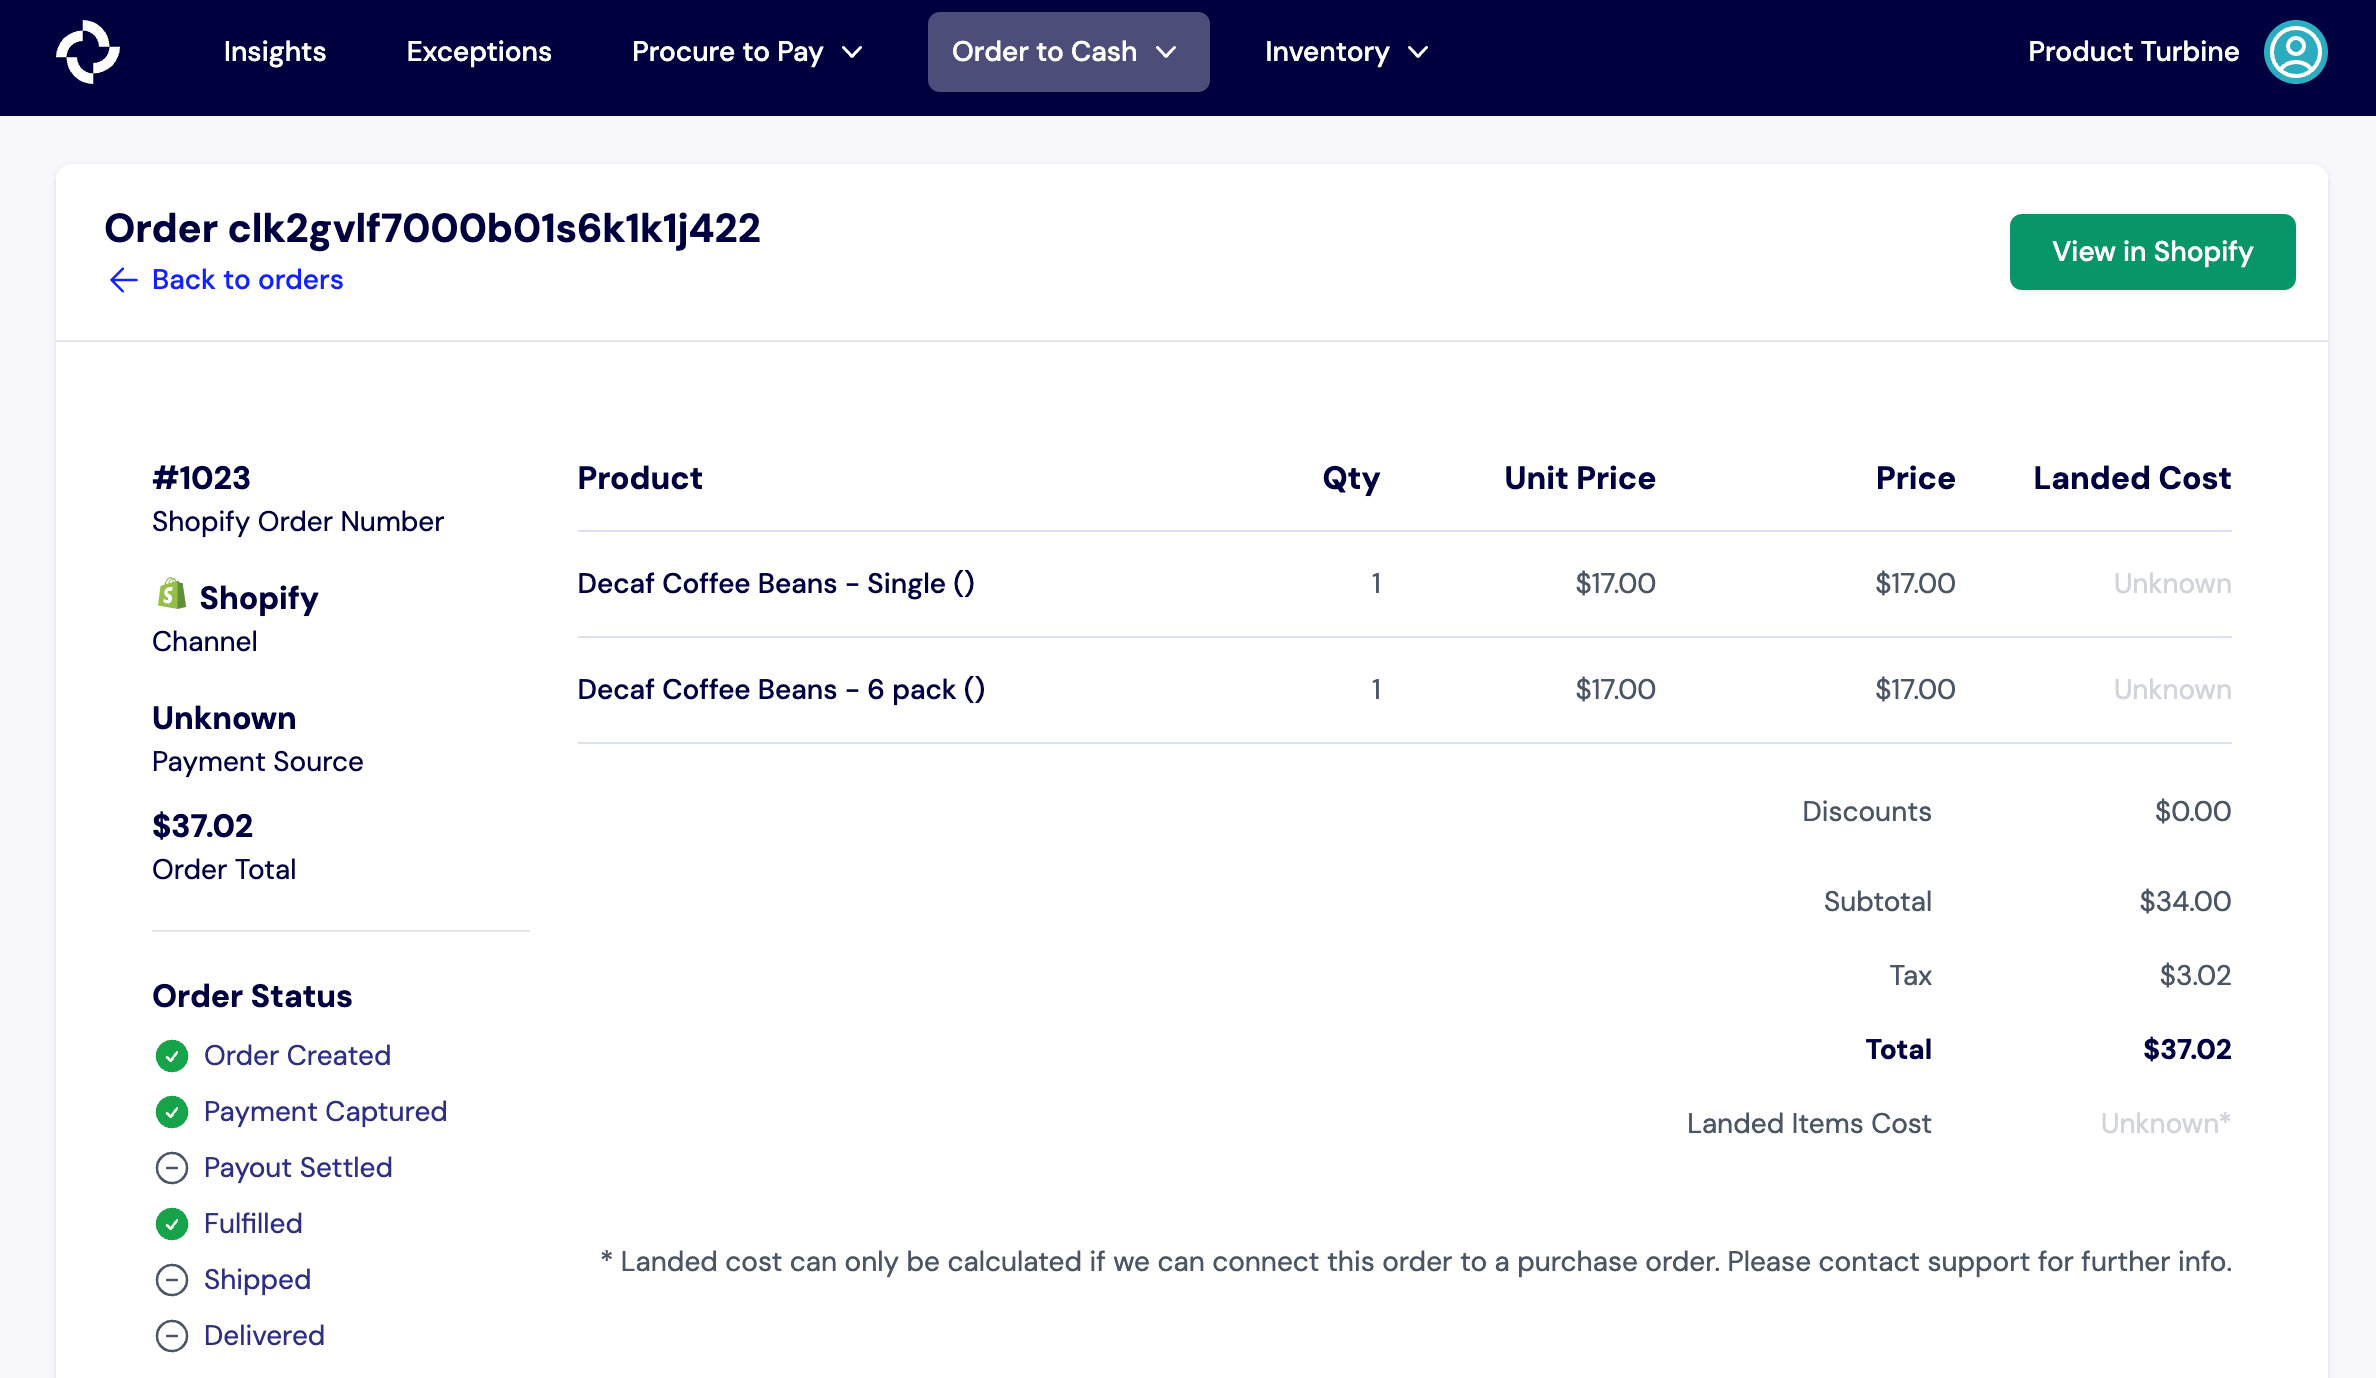 Insights Exceptions Procure to Pay Order to Cash Inventory Product Turbine
Order clk2gvlf7000b01s6k1k1j422
Back to orders
View in Shopify
#1023
Shopify Order Number
Shopify
Channel
Unknown
Payment Source
$37.02
Order Total
Order Status
Order Created
Payment Captured
Payout Settled
Fulfilled
Shipped
Delivered
Product Qty Unit Price Price Landed Cost
Decaf Coffee Beans - Single () 1 $17.00 $17.00 Unknown
Decaf Coffee Beans - 6 pack () 1 $17.00 $17.00 Unknown
Discounts $0.00
Subtotal $34.00
Tax $3.02
Total $37.02
Landed Items Cost Unknown*
* Landed cost can only be calculated if we can connect this order to a purchase order. Please contact support for further info.